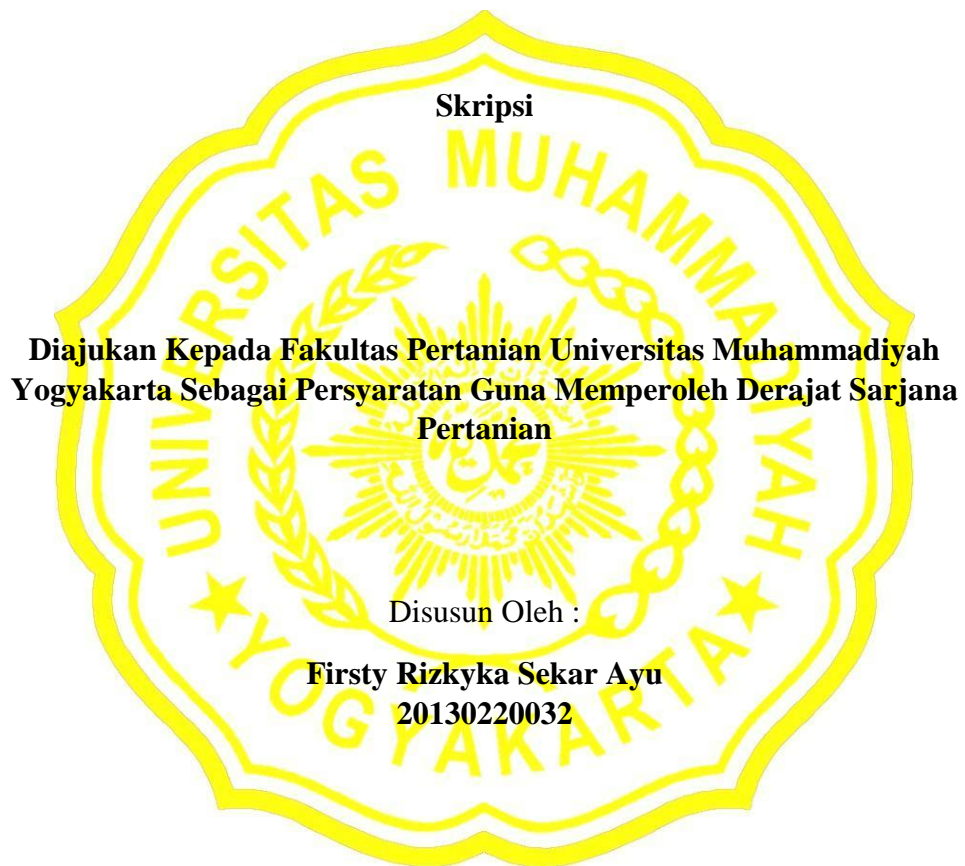 Skripsi
UNIVERSITAS MUHAMMADIYAH
Diajukan Kepada Fakultas Pertanian Universitas Muhammadiyah
Yogyakarta Sebagai Persyaratan Guna Memperoleh Derajat Sarjana
Pertanian
Disusun Oleh :
Firsty Rizkyka Sekar Ayu
20130220032
★ YOGYAKARTA ★